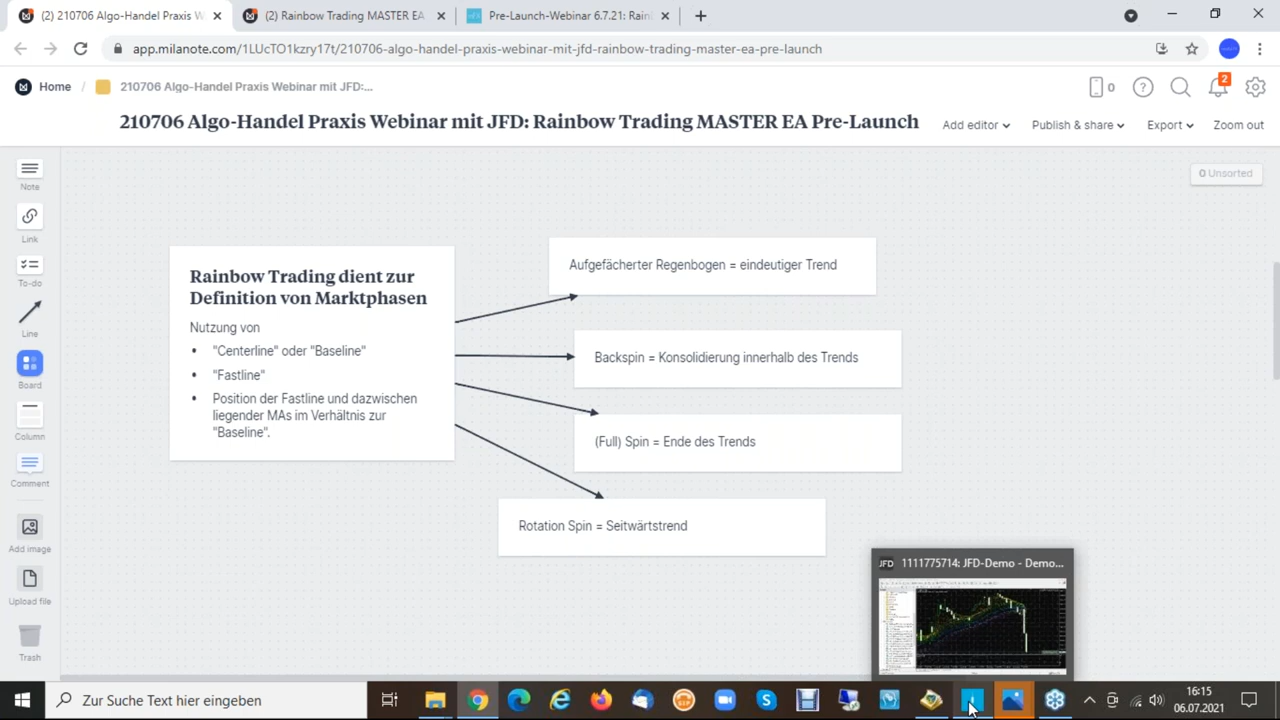 (2) 210706 Algo-Handel Praxis W
(2) Rainbow Trading MASTER EA
Pre-Launch-Webinar 6.7.21: Rain
app.milanote.com/1LUcTO1kzry17t/210706-algo-handel-praxis-webinar-mit-jfd-rainbow-trading-master-ea-pre-launch
Home / 210706 Algo-Handel Praxis Webinar mit JFD:...
0
2
210706 Algo-Handel Praxis Webinar mit JFD: Rainbow Trading MASTER EA Pre-Launch
Add editor
Publish & share
Export
Zoom out
0 Unsorted
Note
Link
To-do
Line
Board
Column
Comment
Add image
Upload file
Trash
Rainbow Trading dient zur
Definition von Marktphasen
Nutzung von
• "Centerline" oder "Baseline"
• "Fastline"
• Position der Fastline und dazwischen
liegender MAs im Verhältnis zur
"Baseline".
Aufgefächerter Regenbogen = eindeutiger Trend
Backspin = Konsolidierung innerhalb des Trends
(Full) Spin = Ende des Trends
Rotation Spin = Seitwärtstrend
JFD 1111775714: JFD-Demo - Demo...
Zur Suche Text hier eingeben
16:15
06.07.2021